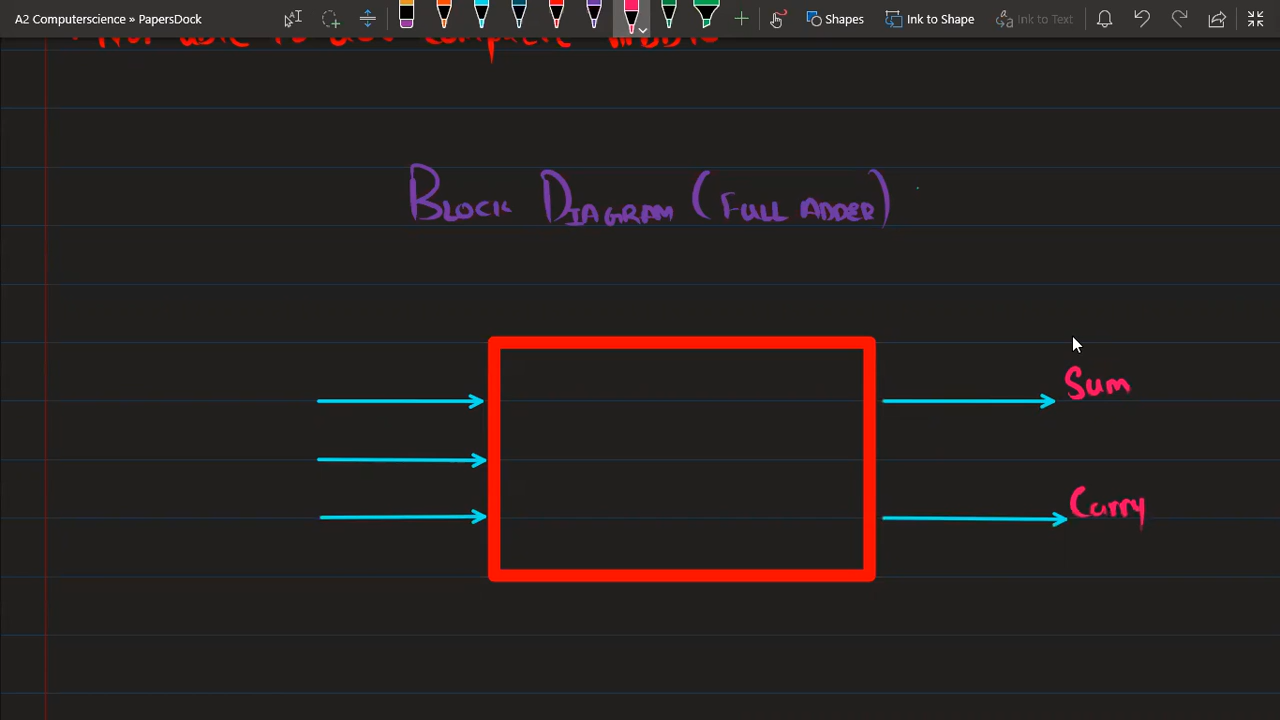 A2 Computerscience » PapersDock
Shapes
Ink to Shape
Ink to Text
Block Diagram (Full Adder)
Sum
Carry